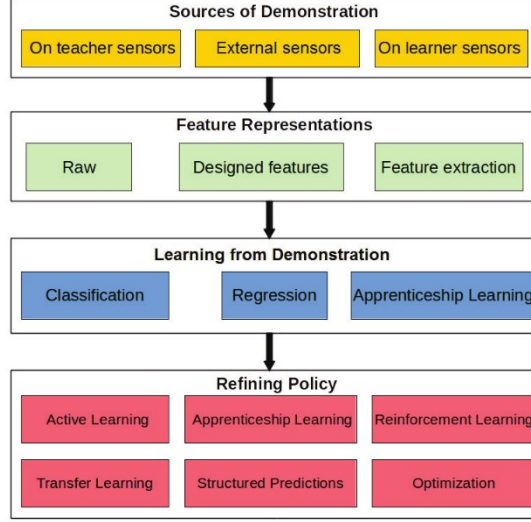 Sources of Demonstration
On teacher sensors External sensors On learner sensors
Feature Representations
Raw Designed features Feature extraction
Learning from Demonstration
Classification Regression Apprenticeship Learning
Refining Policy
Active Learning Apprenticeship Learning Reinforcement Learning
Transfer Learning Structured Predictions Optimization